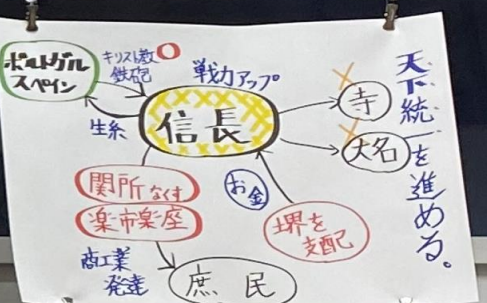 ポルトガル
スペイン
キリスト教
鉄砲
生糸
戦力アップ
信長
寺
大名
天下統一を進める。
関所なくす
楽市楽座
お金
堺を
支配
商工業
発達
庶民